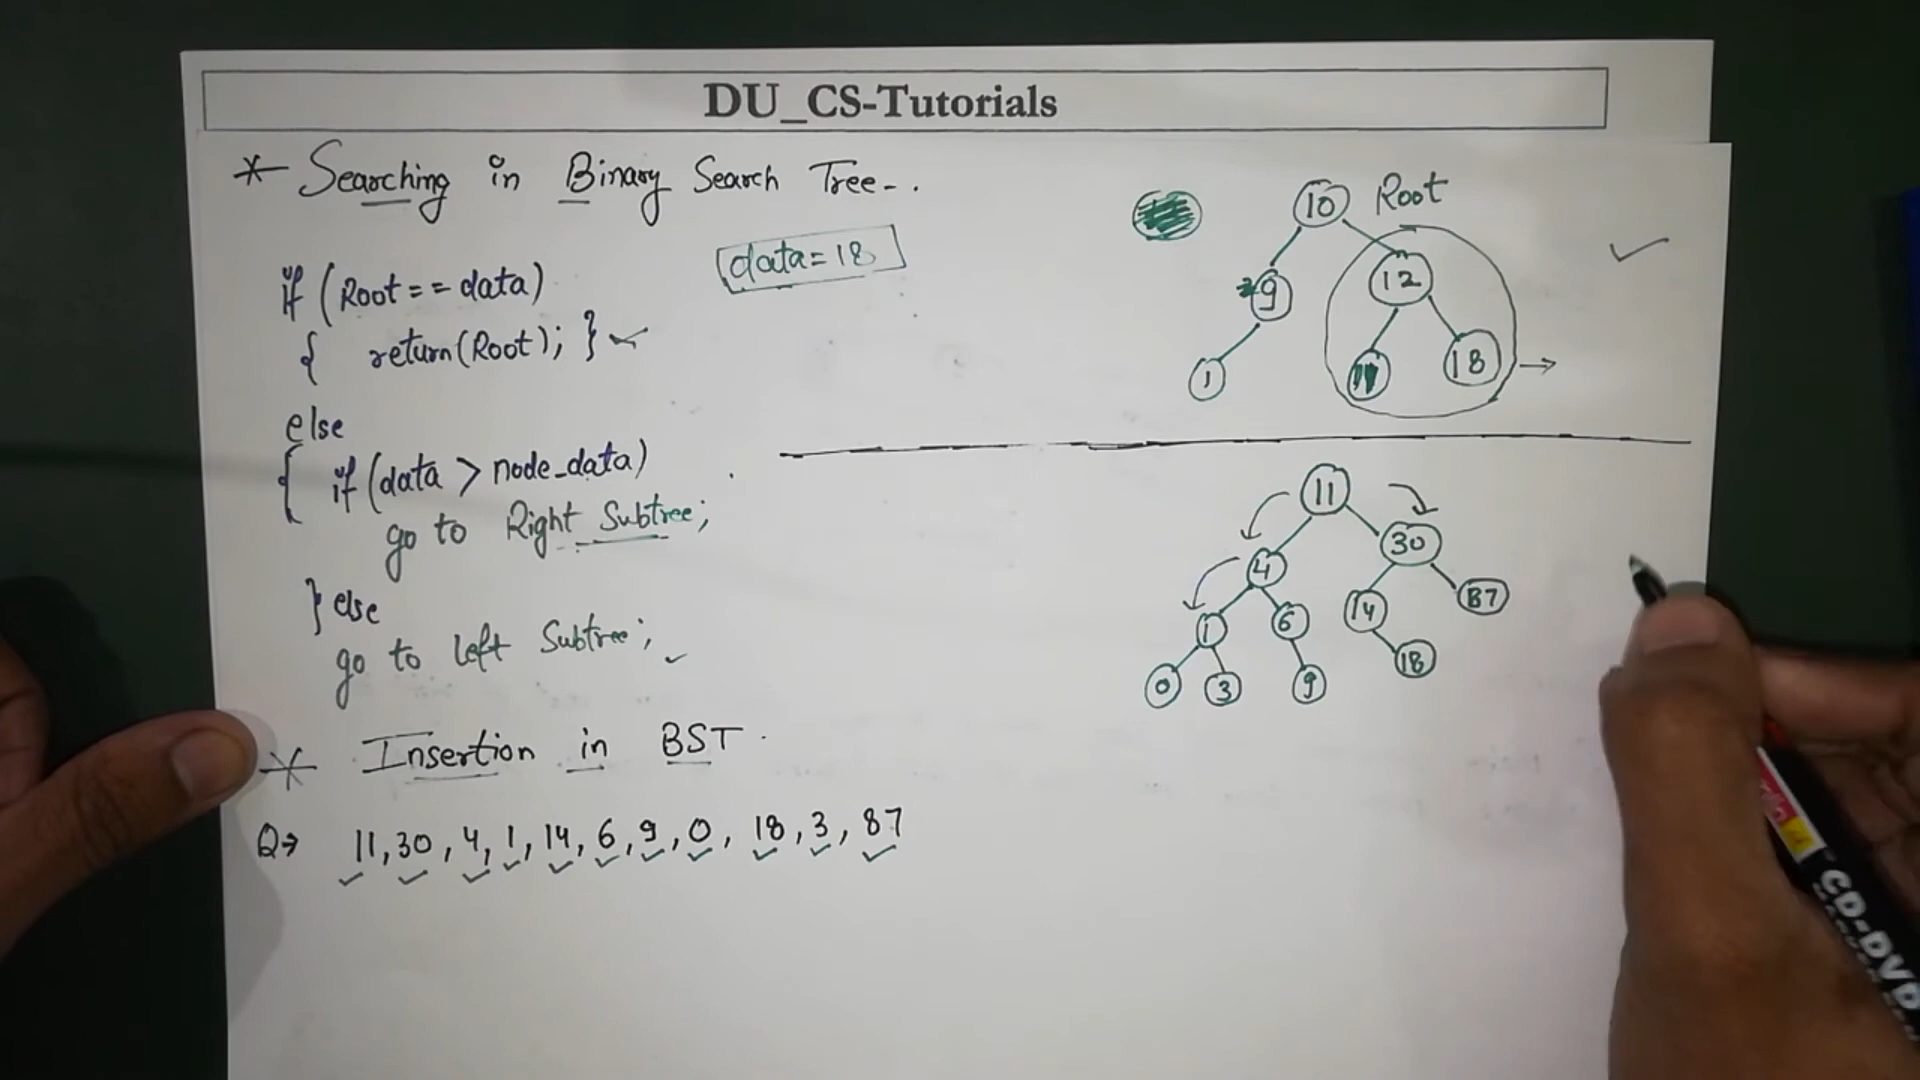 DU_CS-Tutorials
* Searching in Binary Search Tree-.
data=18
if (Root == data)
{ return(Root); }
else
{ if (data > node_data)
go to Right Subtree;
} else
go to left Subtree;
* Insertion in BST.
Q→ 11, 30, 4, 1, 14, 6, 9, 0, 18, 3, 87
10 Root
9 12
1 11 18
11
4 30
1 6 14 87
0 3 9 18
CD-DVD